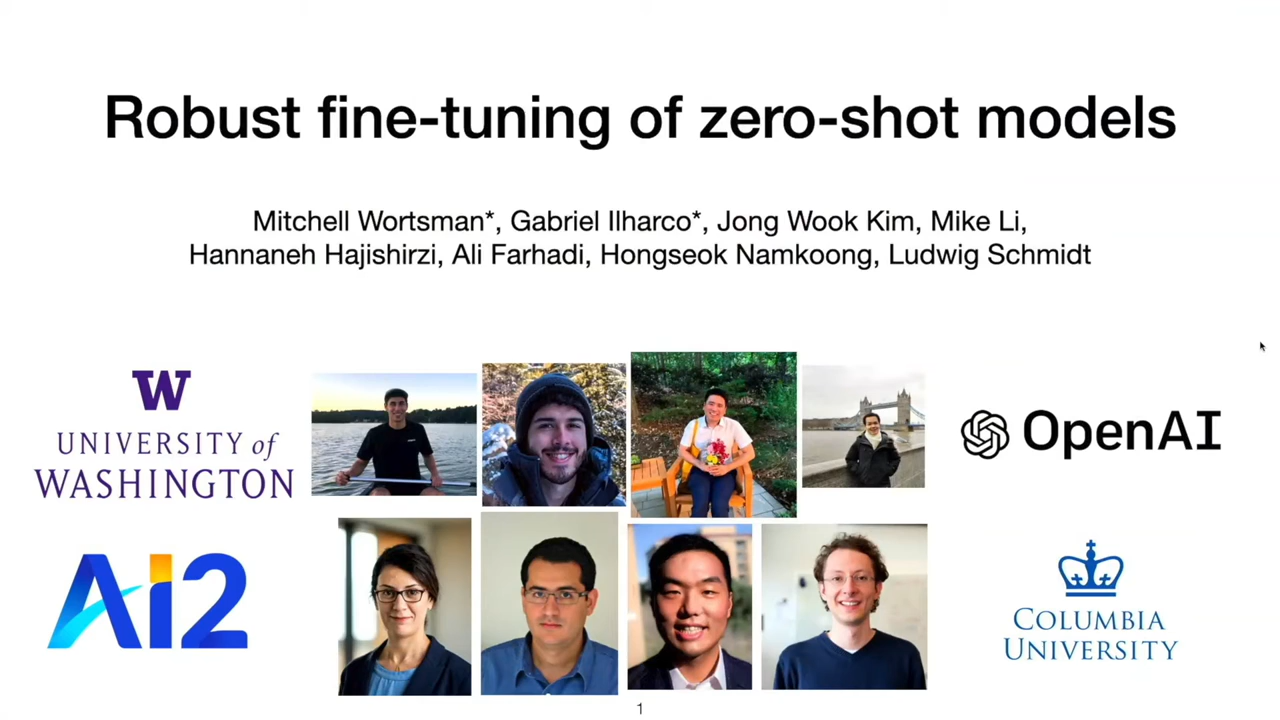 Robust fine-tuning of zero-shot models
Mitchell Wortsman*, Gabriel Ilharco*, Jong Wook Kim, Mike Li,
Hannaneh Hajishirzi, Ali Farhadi, Hongseok Namkoong, Ludwig Schmidt
W
UNIVERSITY of
WASHINGTON
OpenAI
Ai2
COLUMBIA
UNIVERSITY
1